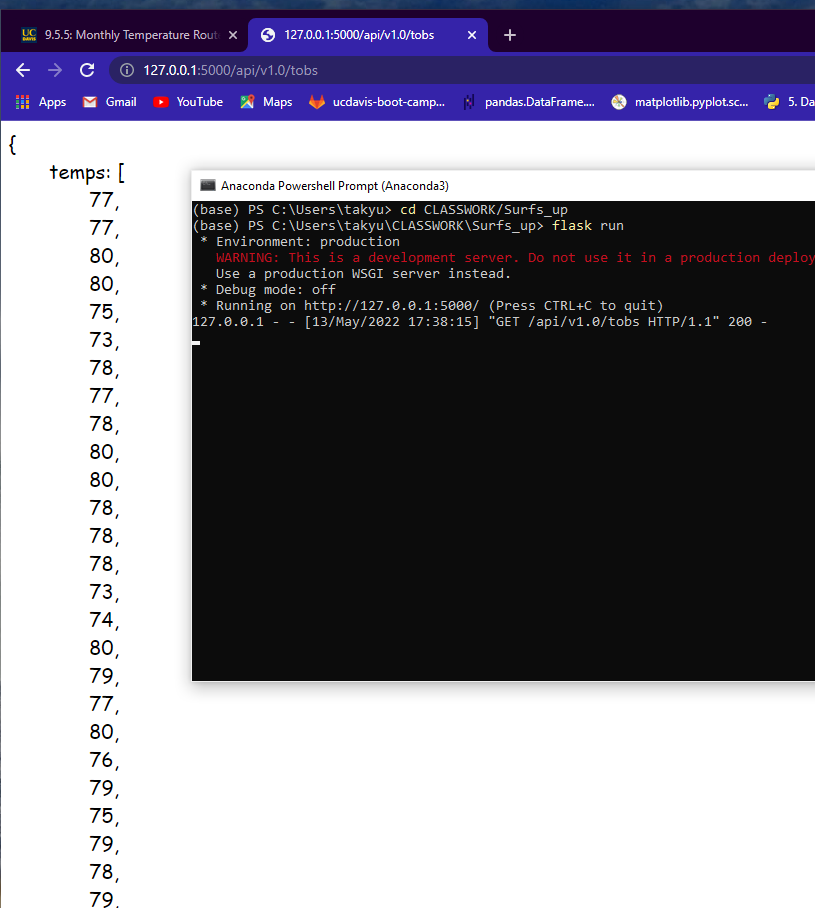 9.5.5: Monthly Temperature Rout
127.0.0.1:5000/api/v1.0/tobs
127.0.0.1:5000/api/v1.0/tobs
Apps Gmail YouTube Maps ucdavis-boot-camp... pandas.DataFrame.... matplotlib.pyplot.sc... 5. Da
{
temps: [
77,
77,
80,
80,
75,
73,
78,
77,
78,
80,
80,
78,
78,
78,
73,
74,
80,
79,
77,
80,
76,
79,
75,
79,
78,
79,
Anaconda Powershell Prompt (Anaconda3)
(base) PS C:\Users\takyu> cd CLASSWORK/Surfs_up
(base) PS C:\Users\takyu\CLASSWORK\Surfs_up> flask run
* Environment: production
WARNING: This is a development server. Do not use it in a production deploy
Use a production WSGI server instead.
* Debug mode: off
* Running on http://127.0.0.1:5000/ (Press CTRL+C to quit)
127.0.0.1 - - [13/May/2022 17:38:15] "GET /api/v1.0/tobs HTTP/1.1" 200 -